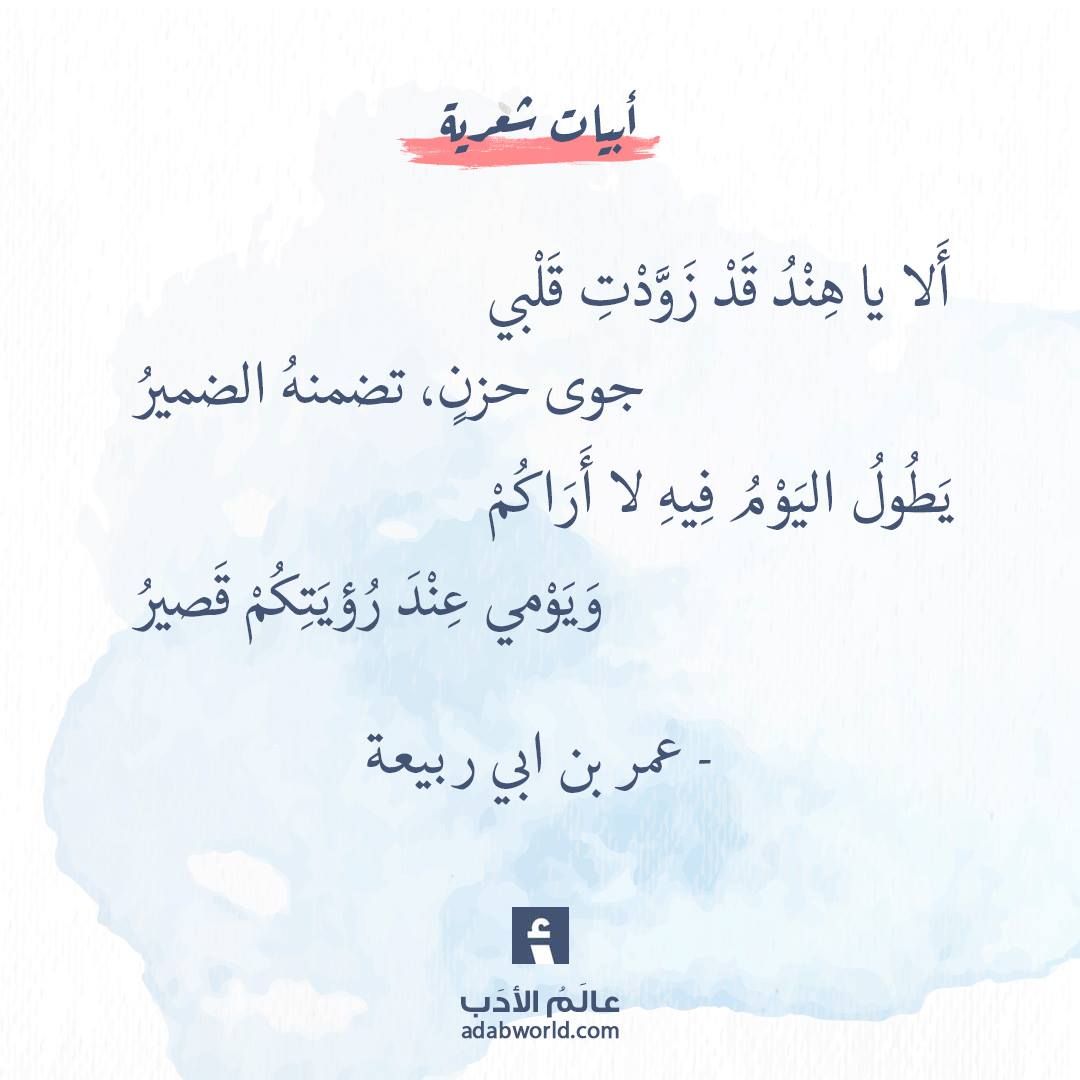 أبيات شعرية
أَلا يا هِنْدُ قَدْ زَوَّدْتِ قَلْبي
جوى حزنٍ، تضمنهُ الضميرُ
يَطُولُ اليَوْمُ فِيهِ لا أَرَاكُمْ
وَيَوْمي عِنْدَ رُؤيَتِكُمْ قَصيرُ
- عمر بن ابي ربيعة
أ
عالَمُ الأدَب
adabworld.com